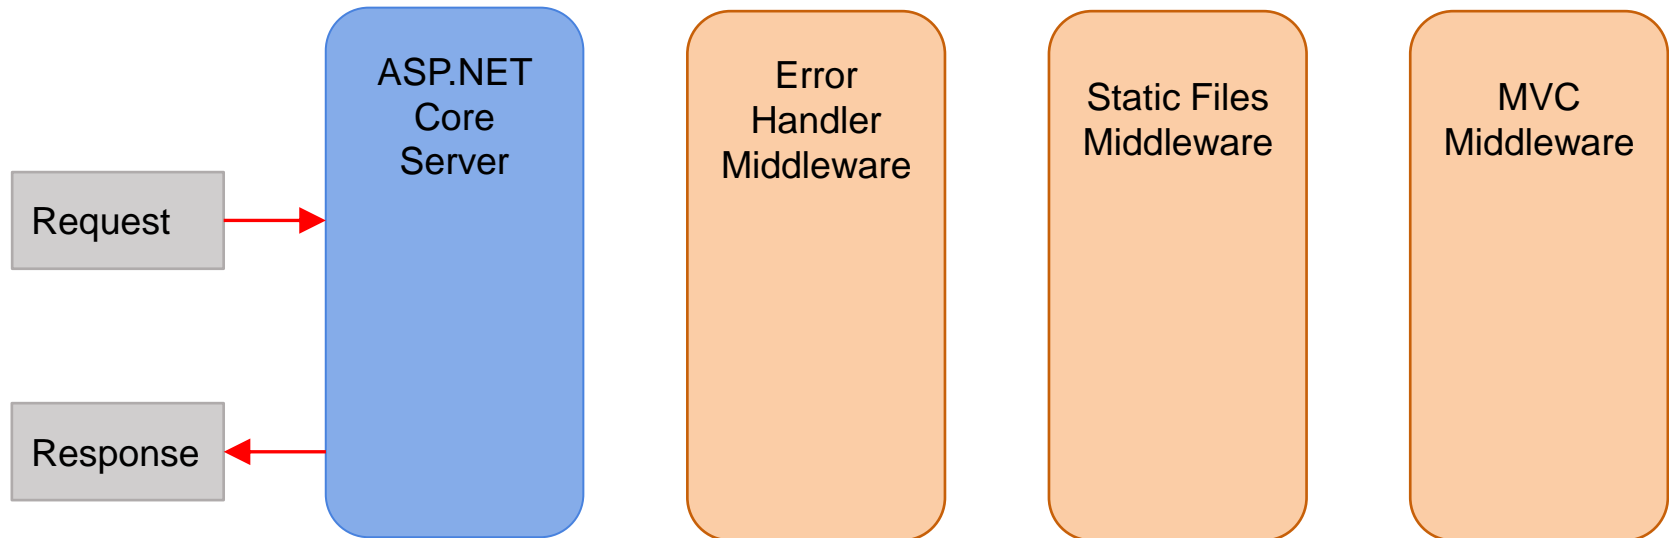 ASP.NET
Core
Server
Error
Handler
Middleware
Static Files
Middleware
MVC
Middleware
Request
Response